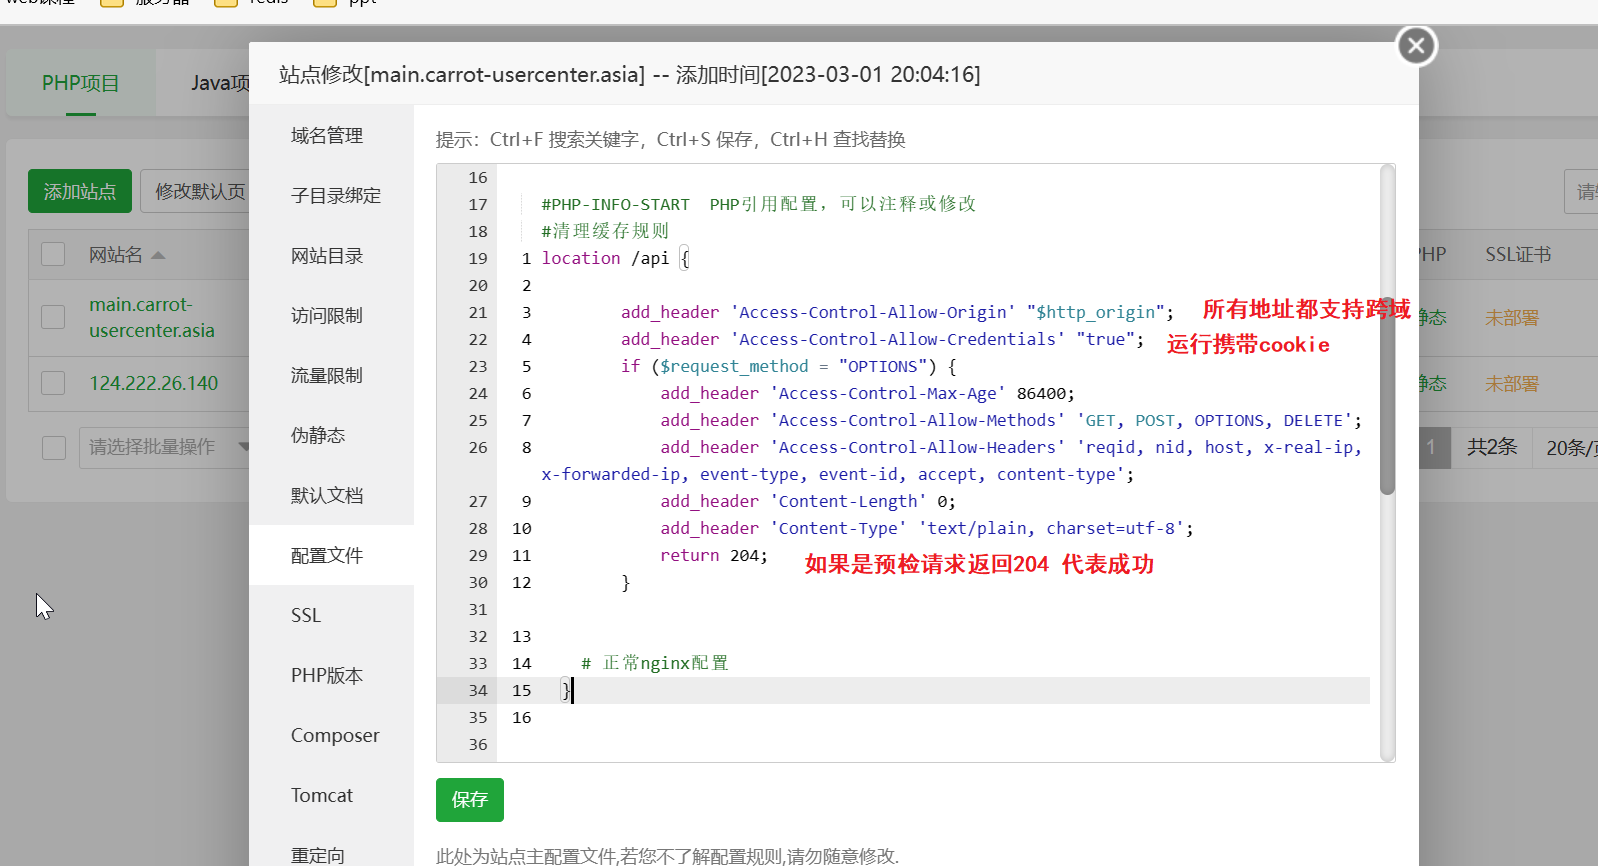 web课程 服务器 redis ppt
站点修改[main.carrot-usercenter.asia] -- 添加时间[2023-03-01 20:04:16]
PHP项目 Java项
提示：Ctrl+F 搜索关键字，Ctrl+S 保存，Ctrl+H 查找替换
添加站点 修改默认页
网站名
main.carrot-
usercenter.asia
124.222.26.140
请选择批量操作
域名管理
子目录绑定
网站目录
访问限制
流量限制
伪静态
默认文档
配置文件
SSL
PHP版本
Composer
Tomcat
重定向
16
17 #PHP-INFO-START PHP引用配置，可以注释或修改
18 #清理缓存规则
19 1 location /api {
20 2
21 3 add_header 'Access-Control-Allow-Origin' "$http_origin"; 所有地址都支持跨域
22 4 add_header 'Access-Control-Allow-Credentials' "true"; 运行携带cookie
23 5 if ($request_method = "OPTIONS") {
24 6 add_header 'Access-Control-Max-Age' 86400;
25 7 add_header 'Access-Control-Allow-Methods' 'GET, POST, OPTIONS, DELETE';
26 8 add_header 'Access-Control-Allow-Headers' 'reqid, nid, host, x-real-ip,
x-forwarded-ip, event-type, event-id, accept, content-type';
27 9 add_header 'Content-Length' 0;
28 10 add_header 'Content-Type' 'text/plain, charset=utf-8';
29 11 return 204; 如果是预检请求返回204 代表成功
30 12 }
31
32 13
33 14 # 正常nginx配置
34 15 }
35 16
36
保存
此处为站点主配置文件,若您不了解配置规则,请勿随意修改.
请输
PHP SSL证书
静态 未部署
静态 未部署
1 共2条 20条/页